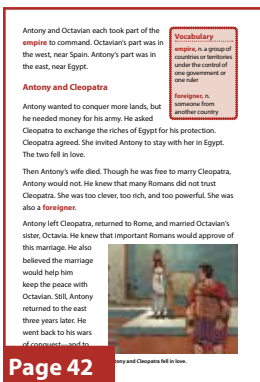 Antony and Octavian each took part of the
empire to command. Octavian's part was in
the west, near Spain. Antony's part was in
the east, near Egypt.
Vocabulary
empire, n. a group of
countries or territories
under the control of
one government or
one ruler
foreigner, n.
someone from
another country
Antony and Cleopatra
Antony wanted to conquer more lands, but
he needed money for his army. He asked
Cleopatra to exchange the riches of Egypt for his protection.
Cleopatra agreed. She invited Antony to stay with her in Egypt.
The two fell in love.
Then Antony's wife died. Though he was free to marry Cleopatra,
Antony would not. He knew that many Romans did not trust
Cleopatra. She was too clever, too rich, and too powerful. She was
also a foreigner.
Antony left Cleopatra, returned to Rome, and married Octavian's
sister, Octavia. He knew that important Romans would approve of
this marriage. He also
believed the marriage
would help him
keep the peace with
Octavian. Still, Antony
returned to the east
three years later. He
went back to his wars
of conquest—and to
and Cleopatra fell in love.
Page 42